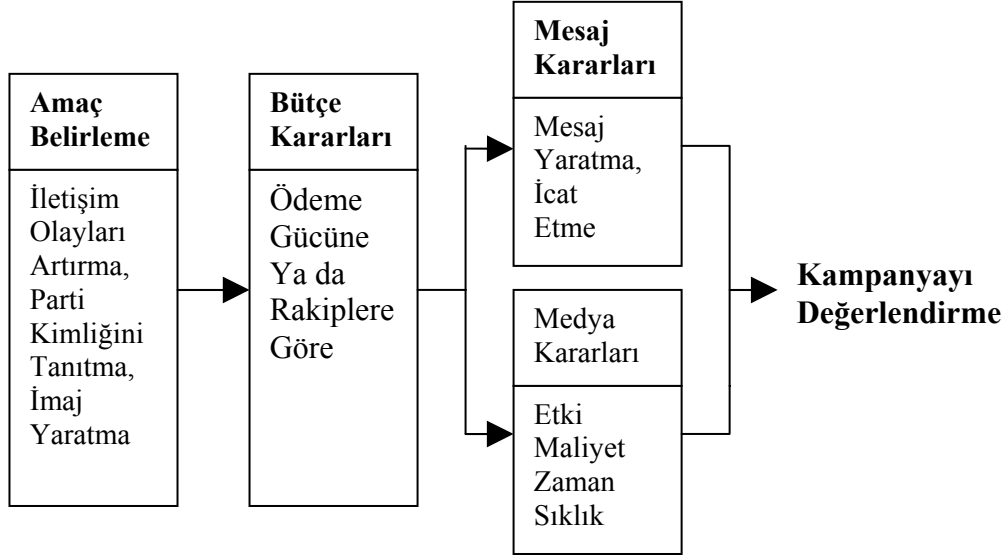 Amaç
Belirleme
İletişim
Olayları
Artırma,
Parti
Kimliğini
Tanıtma,
İmaj
Yaratma
Bütçe
Kararları
Ödeme
Gücüne
Ya da
Rakiplere
Göre
Mesaj
Kararları
Mesaj
Yaratma,
İcat
Etme
Medya
Kararları
Etki
Maliyet
Zaman
Sıklık
Kampanyayı
Değerlendirme